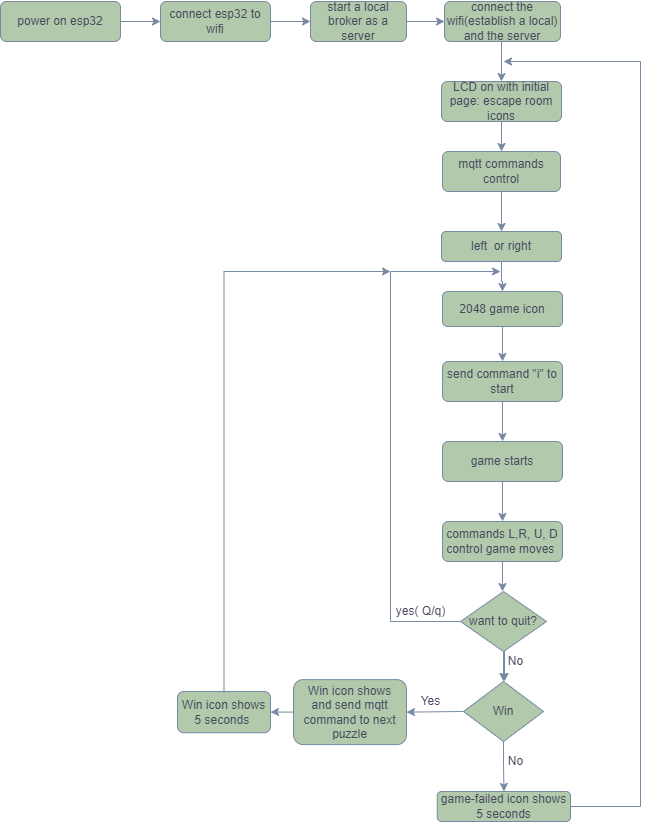 power on esp32
connect esp32 to
wifi
start a local
broker as a
server
connect the
wifi(establish a local)
and the server
LCD on with initial
page: escape room
icons
mqtt commands
control
left  or right
2048 game icon
send command "i" to
start
game starts
commands L,R, U, D
control game moves
yes( Q/q)
want to quit?
No
Win icon shows
5 seconds
Win icon shows
and send mqtt
command to next
puzzle
Yes
Win
No
game-failed icon shows
5 seconds